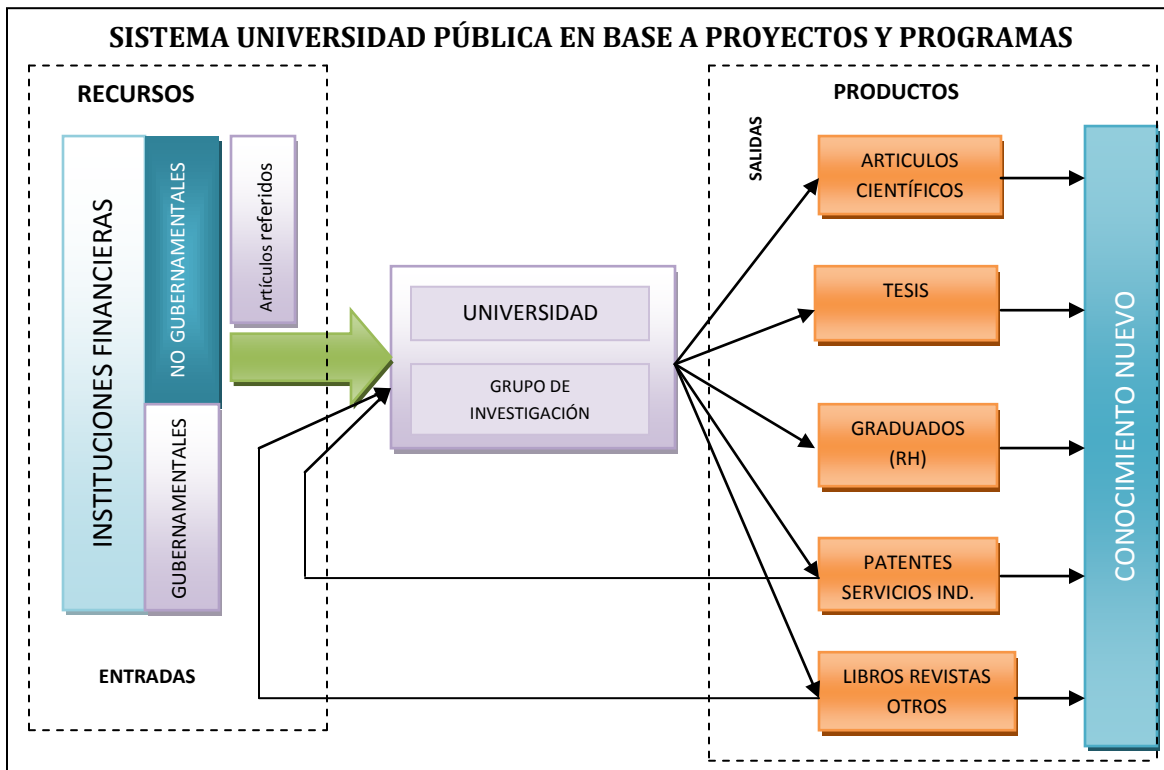 SISTEMA UNIVERSIDAD PÚBLICA EN BASE A PROYECTOS Y PROGRAMAS
RECURSOS
INSTITUCIONES FINANCIERAS
NO GUBERNAMENTALES
GUBERNAMENTALES
Artículos referidos
ENTRADAS
UNIVERSIDAD
GRUPO DE
INVESTIGACIÓN
PRODUCTOS
SALIDAS
ARTICULOS
CIENTÍFICOS
TESIS
GRADUADOS
(RH)
PATENTES
SERVICIOS IND.
LIBROS REVISTAS
OTROS
CONOCIMIENTO NUEVO